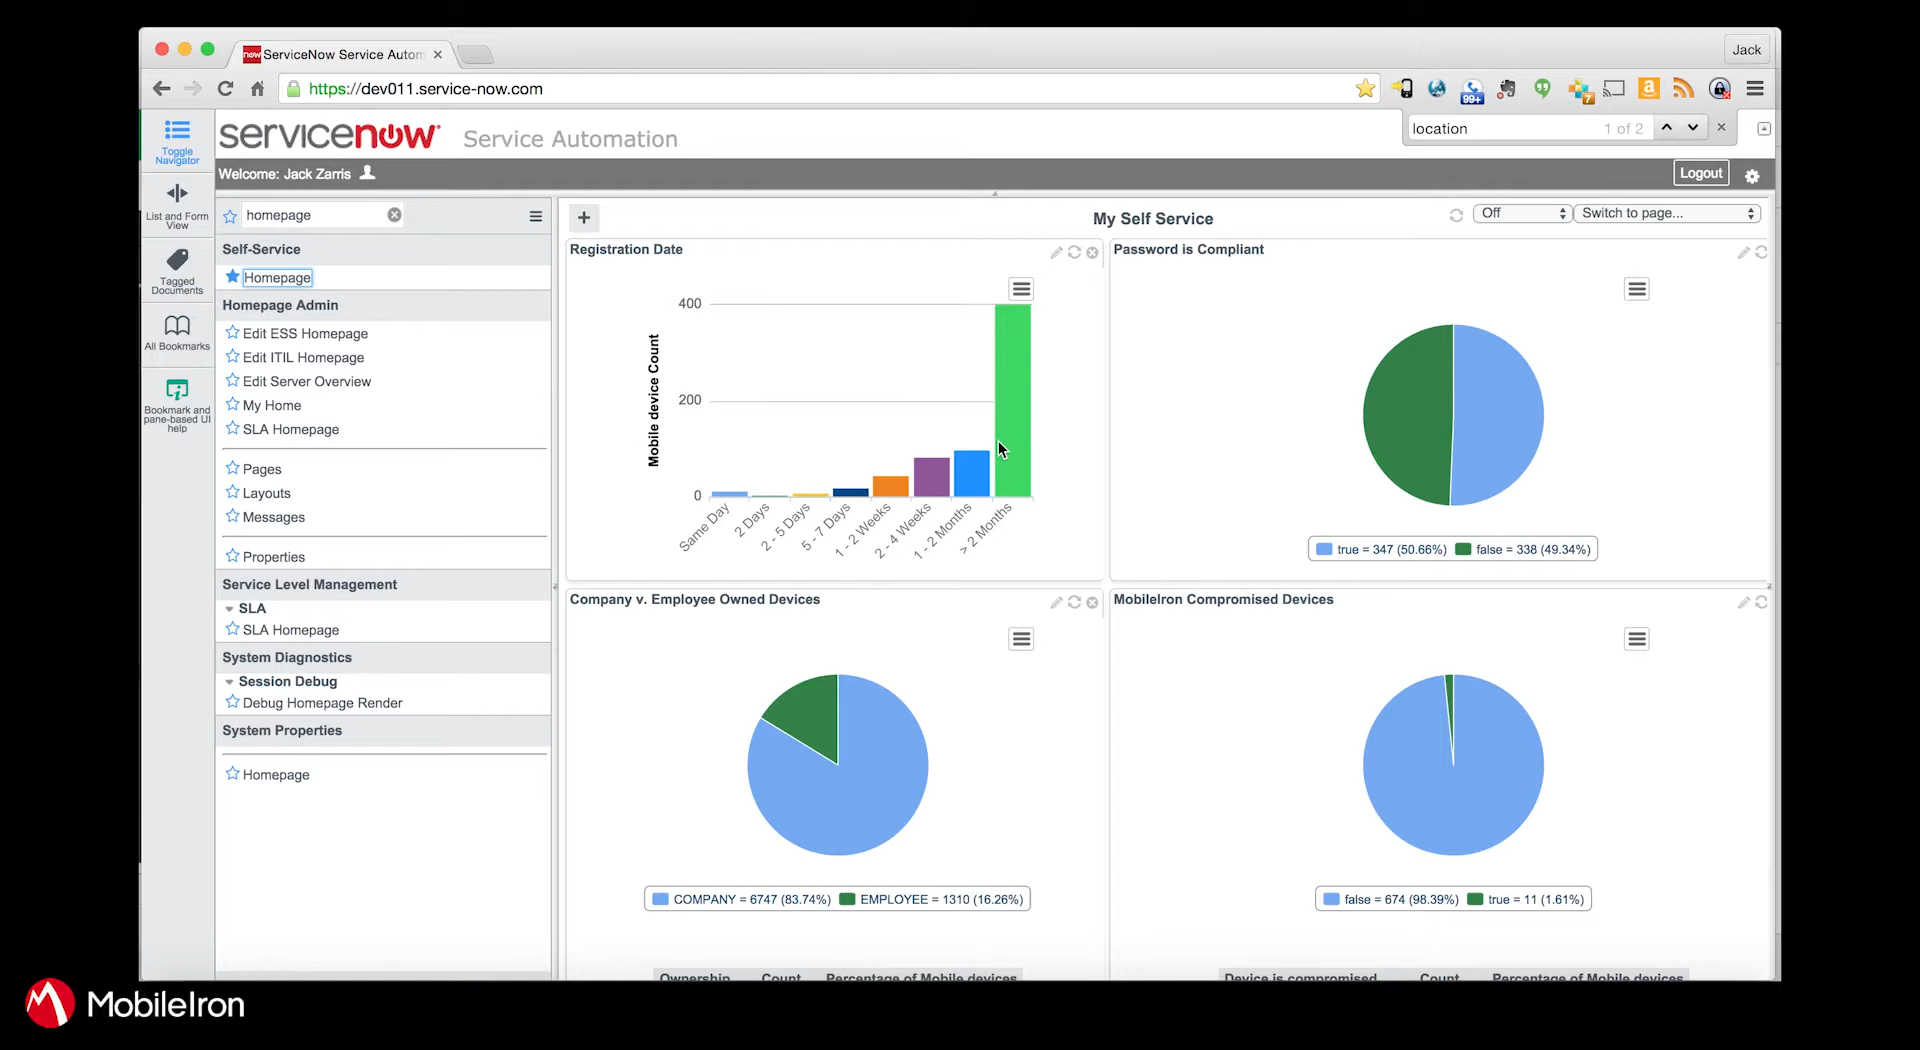 ServiceNow Service Autom
Jack
https://dev011.service-now.com
99+
7
location 1 of 2
Toggle Navigator
servicenow Service Automation
Welcome: Jack Zarris
Logout
List and Form View
Tagged Documents
All Bookmarks
Bookmark and pane-based UI help
homepage
Self-Service
Homepage
Homepage Admin
Edit ESS Homepage
Edit ITIL Homepage
Edit Server Overview
My Home
SLA Homepage
Pages
Layouts
Messages
Properties
Service Level Management
SLA
SLA Homepage
System Diagnostics
Session Debug
Debug Homepage Render
System Properties
Homepage
My Self Service
Off
Switch to page...
Registration Date
Mobile device Count
400
200
0
Same Day
2 Days
2 - 5 Days
5 - 7 Days
1 - 2 Weeks
2 - 4 Weeks
1 - 2 Months
> 2 Months
Password is Compliant
true = 347 (50.66%) false = 338 (49.34%)
Company v. Employee Owned Devices
COMPANY = 6747 (83.74%) EMPLOYEE = 1310 (16.26%)
Ownership Count Percentage of Mobile devices
MobileIron Compromised Devices
false = 674 (98.39%) true = 11 (1.61%)
Device is compromised Count Percentage of Mobile devices
MobileIron